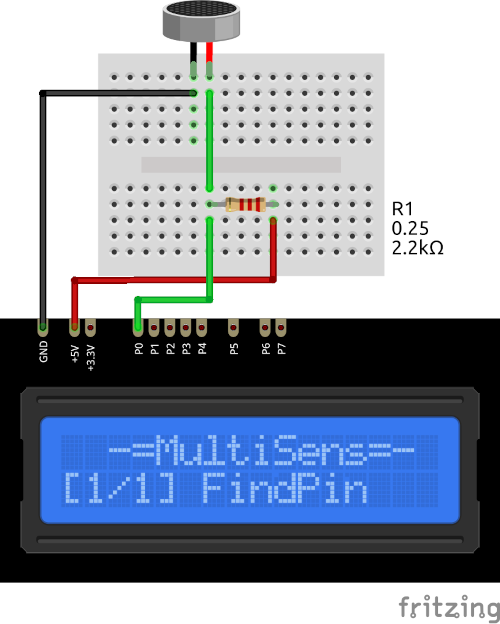 R1
0.25
2.2kΩ
GND
+5V
+3.3V
P0
P1
P2
P3
P4
P5
P6
P7
-=MultiSens=-
[1/1] FindPin
fritzing